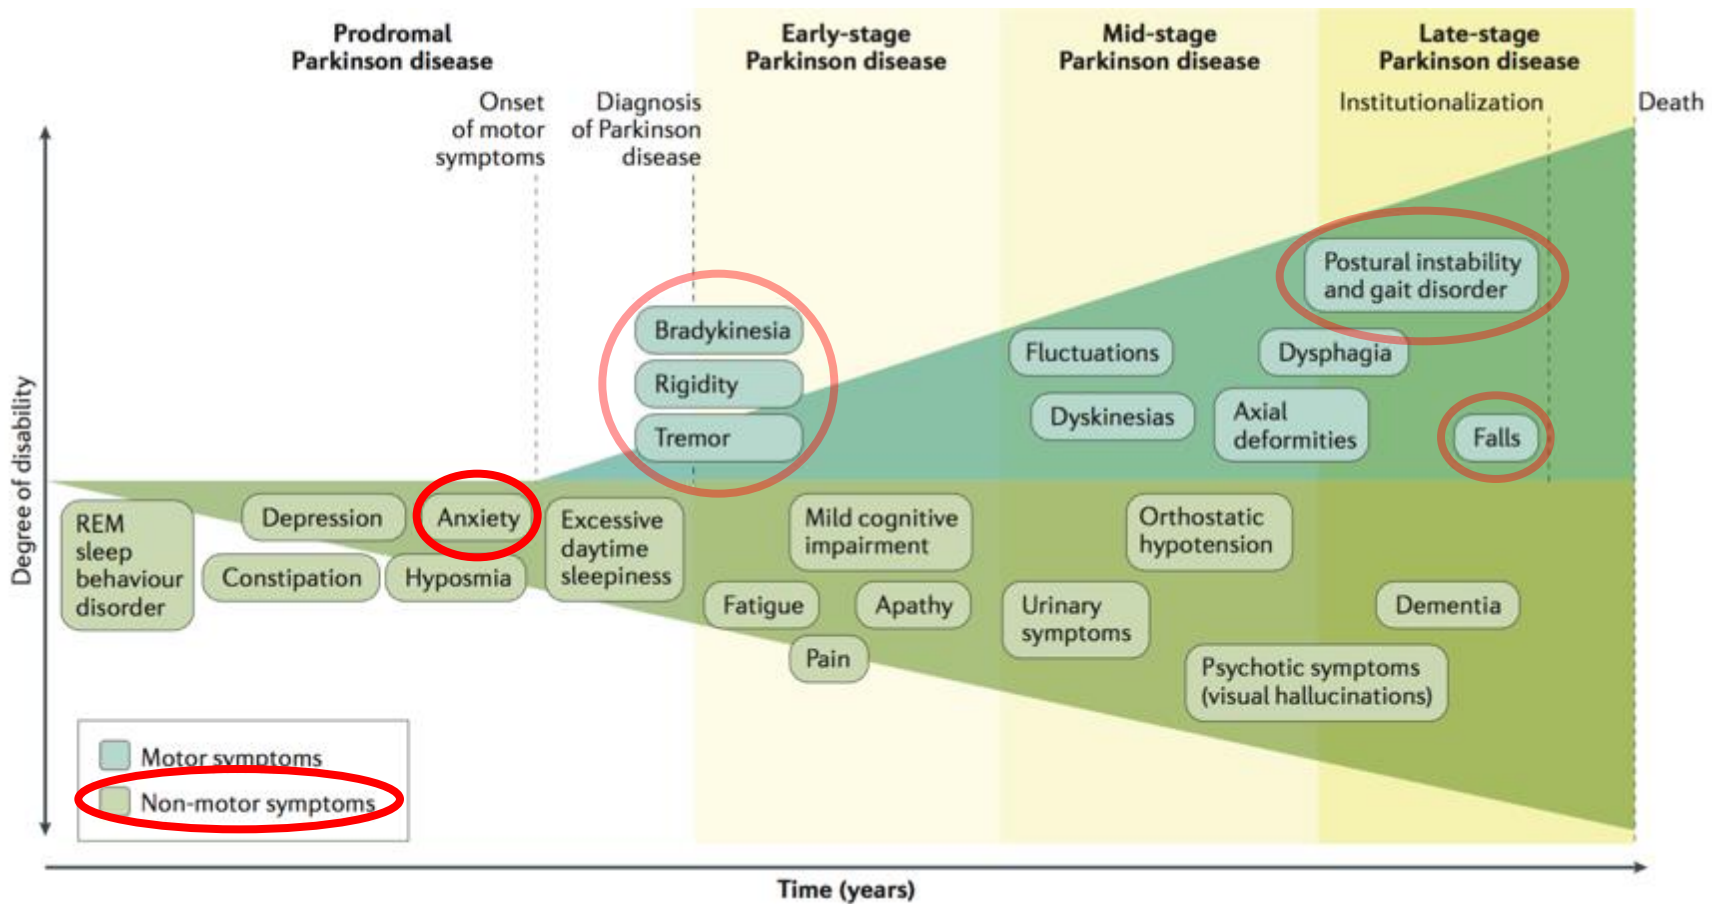 Prodromal
Parkinson disease
Early-stage
Parkinson disease
Mid-stage
Parkinson disease
Late-stage
Parkinson disease
Onset
of motor
symptoms
Diagnosis
of Parkinson
disease
Institutionalization
Death
Degree of disability
Bradykinesia
Rigidity
Tremor
Fluctuations
Dyskinesias
Dysphagia
Axial
deformities
Postural instability
and gait disorder
Falls
REM
sleep
behaviour
disorder
Depression
Constipation
Anxiety
Hyposmia
Excessive
daytime
sleepiness
Mild cognitive
impairment
Fatigue
Apathy
Pain
Orthostatic
hypotension
Urinary
symptoms
Dementia
Psychotic symptoms
(visual hallucinations)
Motor symptoms
Non-motor symptoms
Time (years)